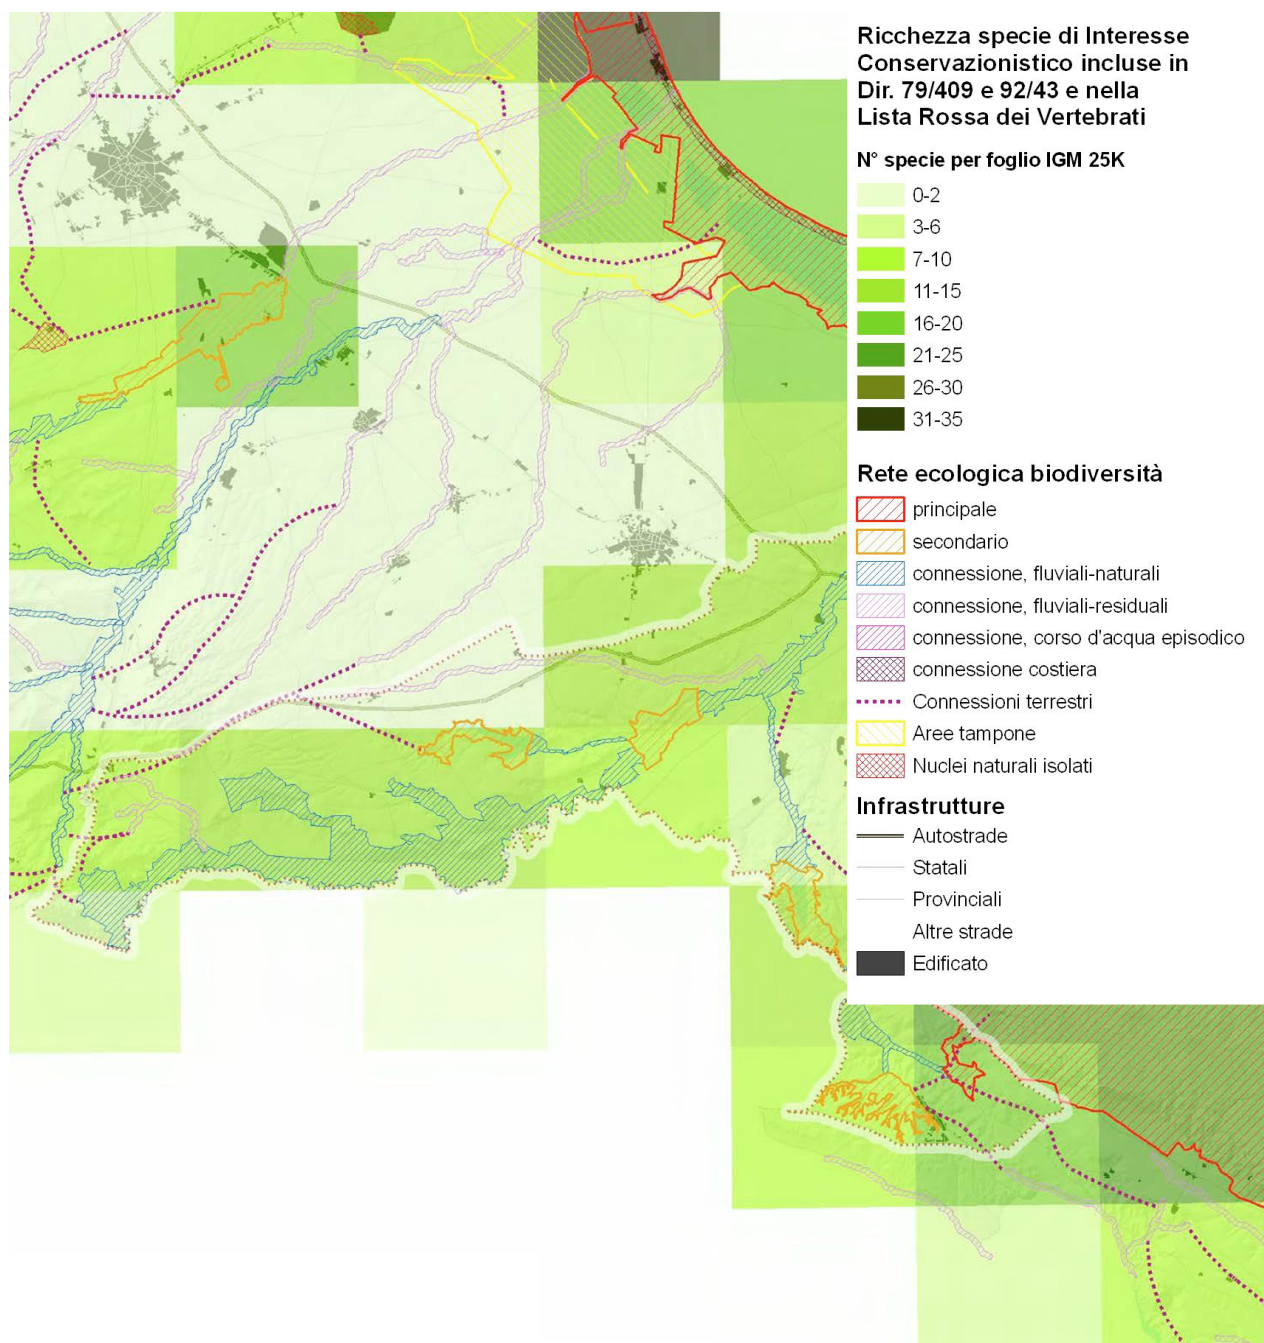 Ricchezza specie di Interesse
Conservazionistico incluse in
Dir. 79/409 e 92/43 e nella
Lista Rossa dei Vertebrati
N° specie per foglio IGM 25K
0-2
3-6
7-10
11-15
16-20
21-25
26-30
31-35
Rete ecologica biodiversità
principale
secondario
connessione, fluviali-naturali
connessione, fluviali-residuali
connessione, corso d'acqua episodico
connessione costiera
Connessioni terrestri
Aree tampone
Nuclei naturali isolati
Infrastrutture
Autostrade
Statali
Provinciali
Altre strade
Edificato